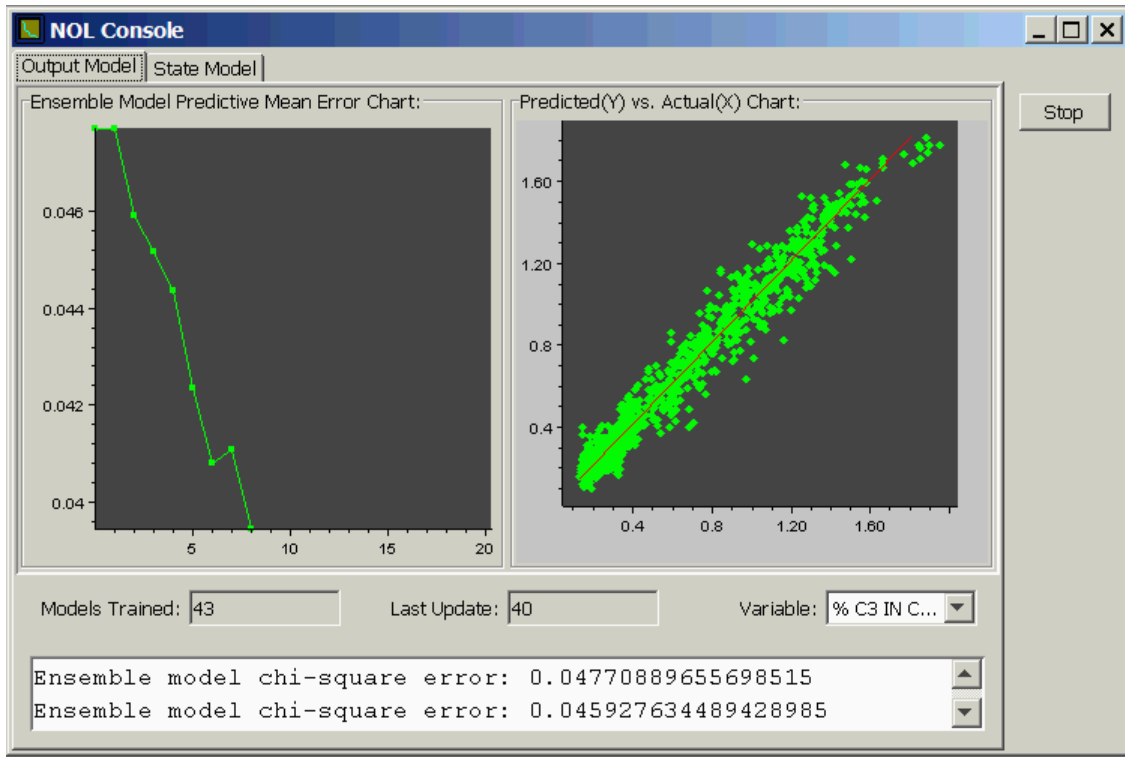 NOL Console
Output Model State Model
Ensemble Model Predictive Mean Error Chart:
0.046
0.044
0.042
0.04
5 10 15 20
Predicted(Y) vs. Actual(X) Chart:
1.60
1.20
0.8
0.4
0.4 0.8 1.20 1.60
Stop
Models Trained: 43 Last Update: 40 Variable: % C3 IN C...
Ensemble model chi-square error: 0.04770889655698515
Ensemble model chi-square error: 0.045927634489428985